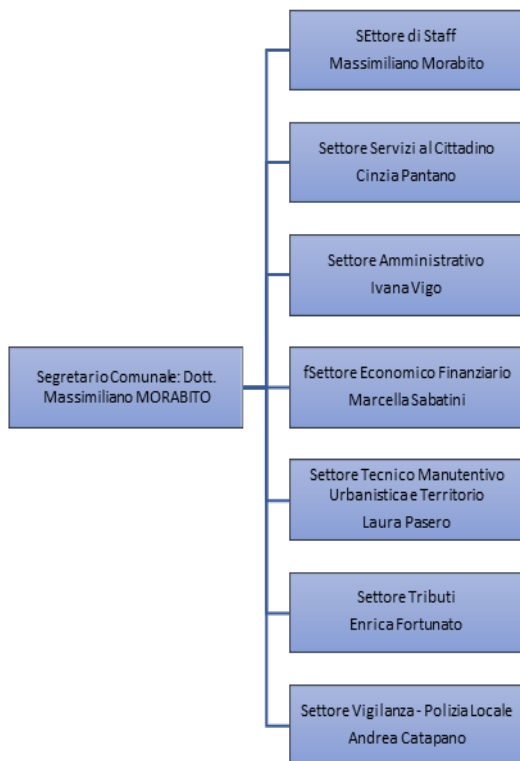 SEttore di Staff
Massimiliano Morabito
Settore Servizi al Cittadino
Cinzia Pantano
Settore Amministrativo
Ivana Vigo
Segretario Comunale: Dott.
Massimiliano MORABITO
fSettore Economico Finanziario
Marcella Sabatini
Settore Tecnico Manutentivo
Urbanistica e Territorio
Laura Pasero
Settore Tributi
Enrica Fortunato
Settore Vigilanza - Polizia Locale
Andrea Catapano